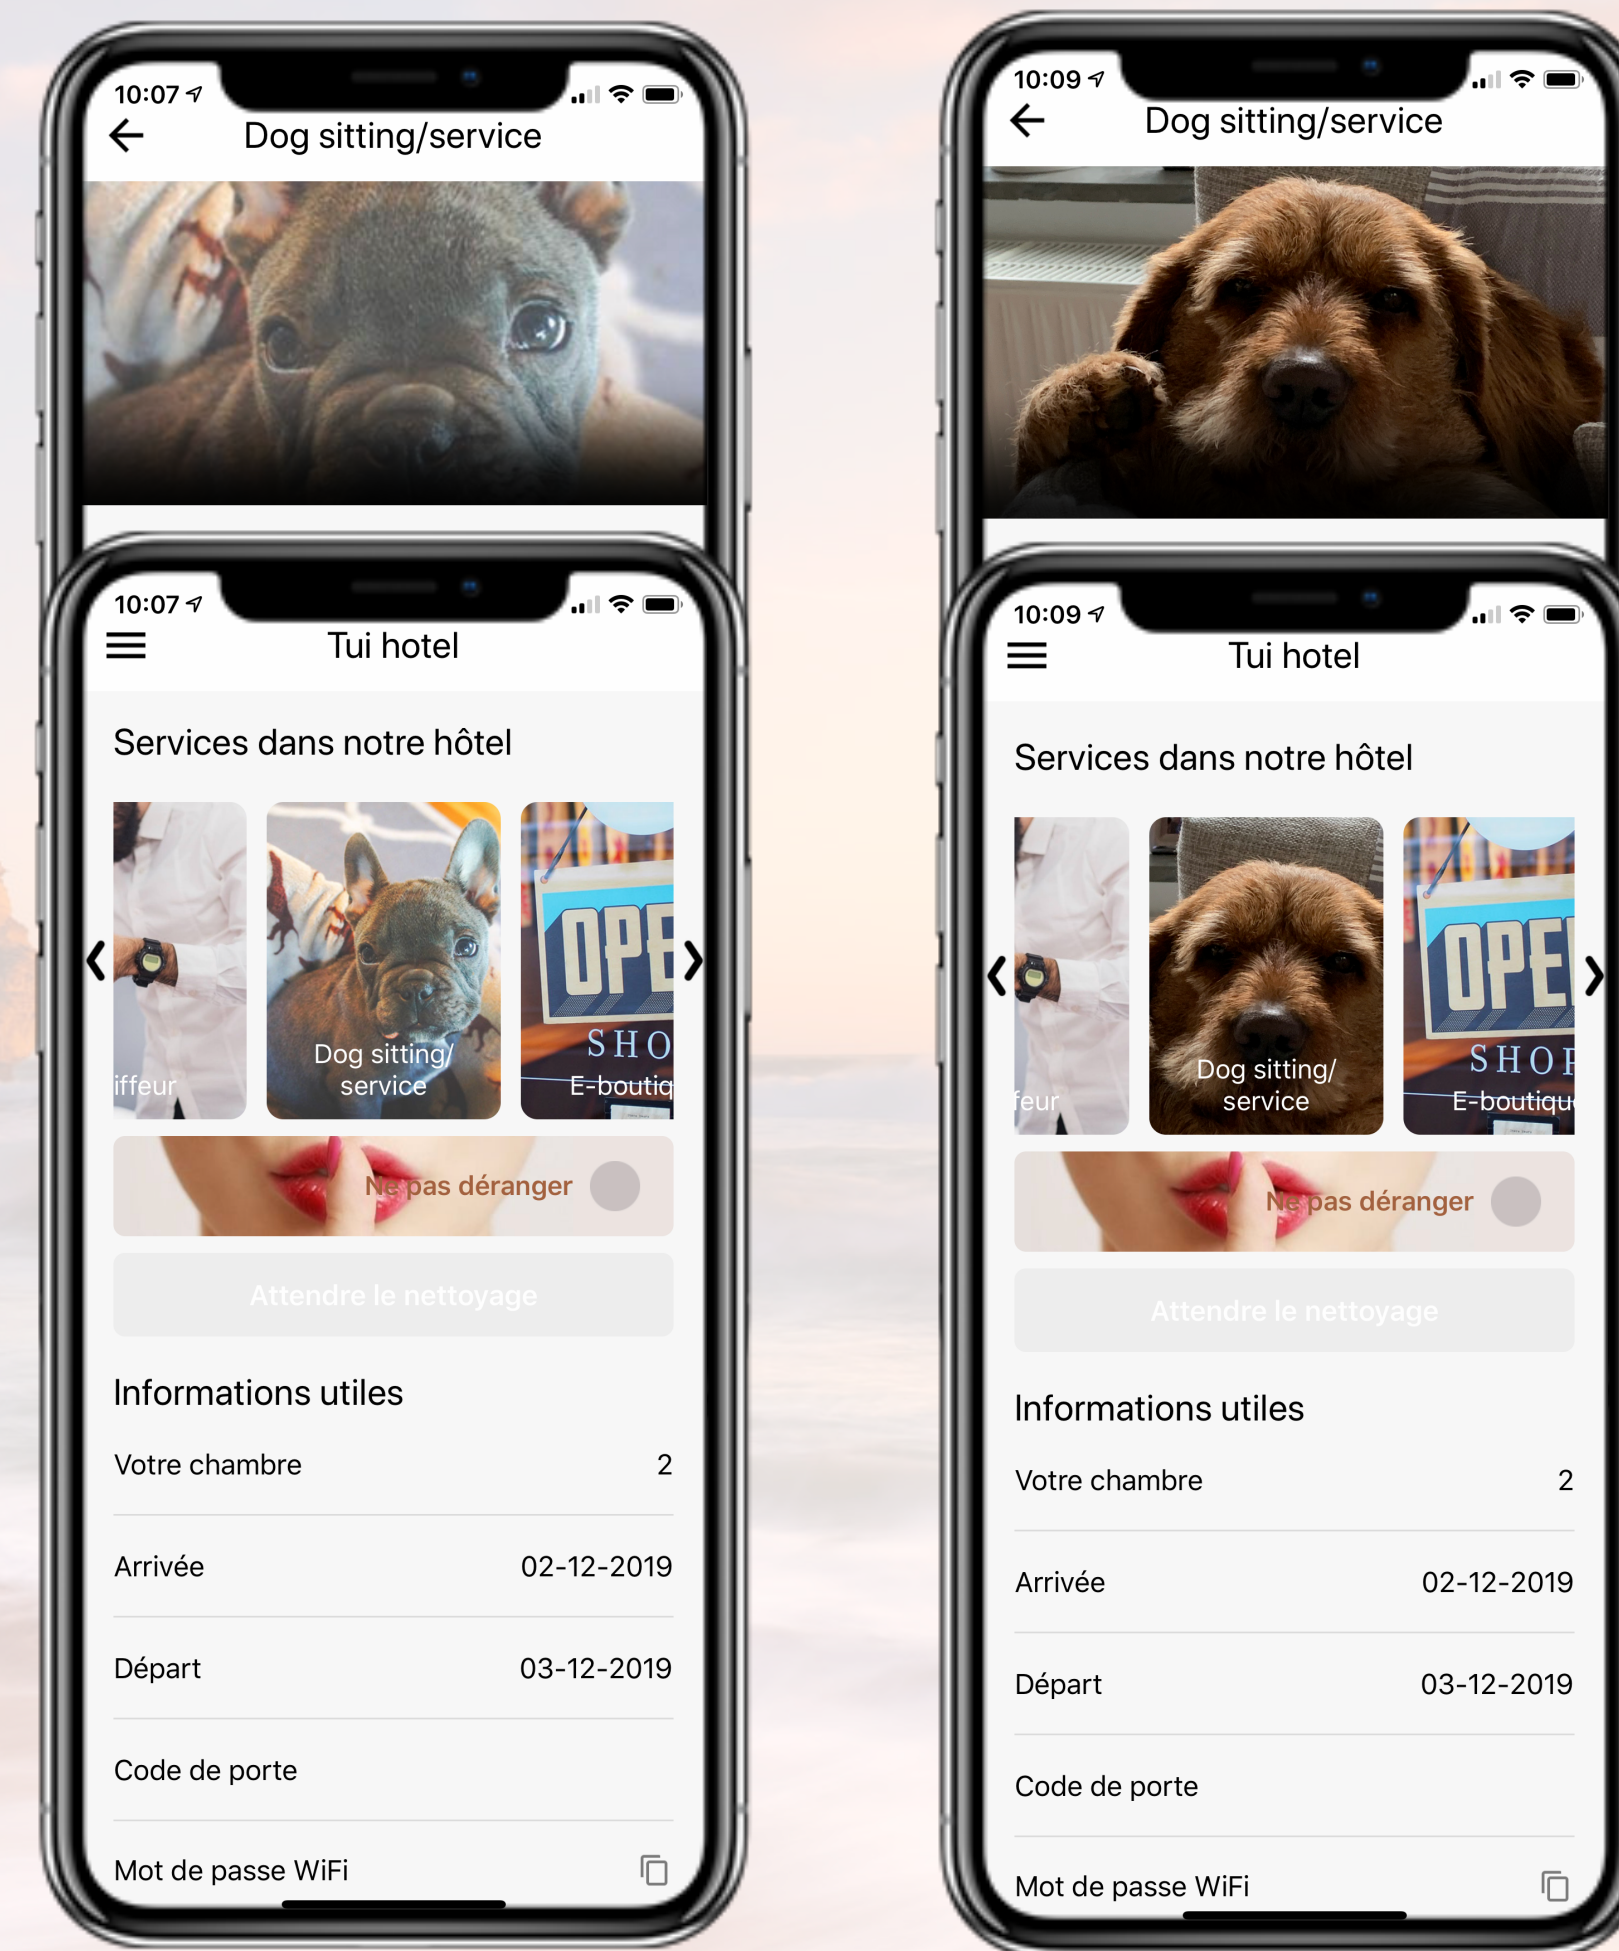 10:07
Dog sitting/service
10:07
Tui hotel
Services dans notre hôtel
OPE
SHO
iffeur
Dog sitting/
service
E-boutiq
Ne pas déranger
Attendre le nettoyage
Informations utiles
Votre chambre 2
Arrivée 02-12-2019
Départ 03-12-2019
Code de porte
Mot de passe WiFi
10:09
Dog sitting/service
10:09
Tui hotel
Services dans notre hôtel
OPE
SHOP
feur
Dog sitting/
service
E-boutiqu
Ne pas déranger
Attendre le nettoyage
Informations utiles
Votre chambre 2
Arrivée 02-12-2019
Départ 03-12-2019
Code de porte
Mot de passe WiFi